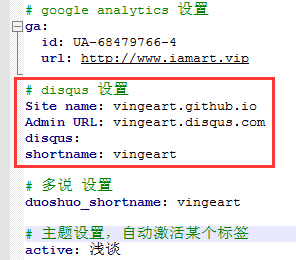 # google analytics 设置
ga:
id: UA-68479766-4
url: http://www.iamart.vip
# disqus 设置
Site name: vingeart.github.io
Admin URL: vingeart.disqus.com
disqus:
shortname: vingeart
# 多说 设置
duoshuo_shortname: vingeart
# 主题设置，自动激活某个标签
active: 浅谈